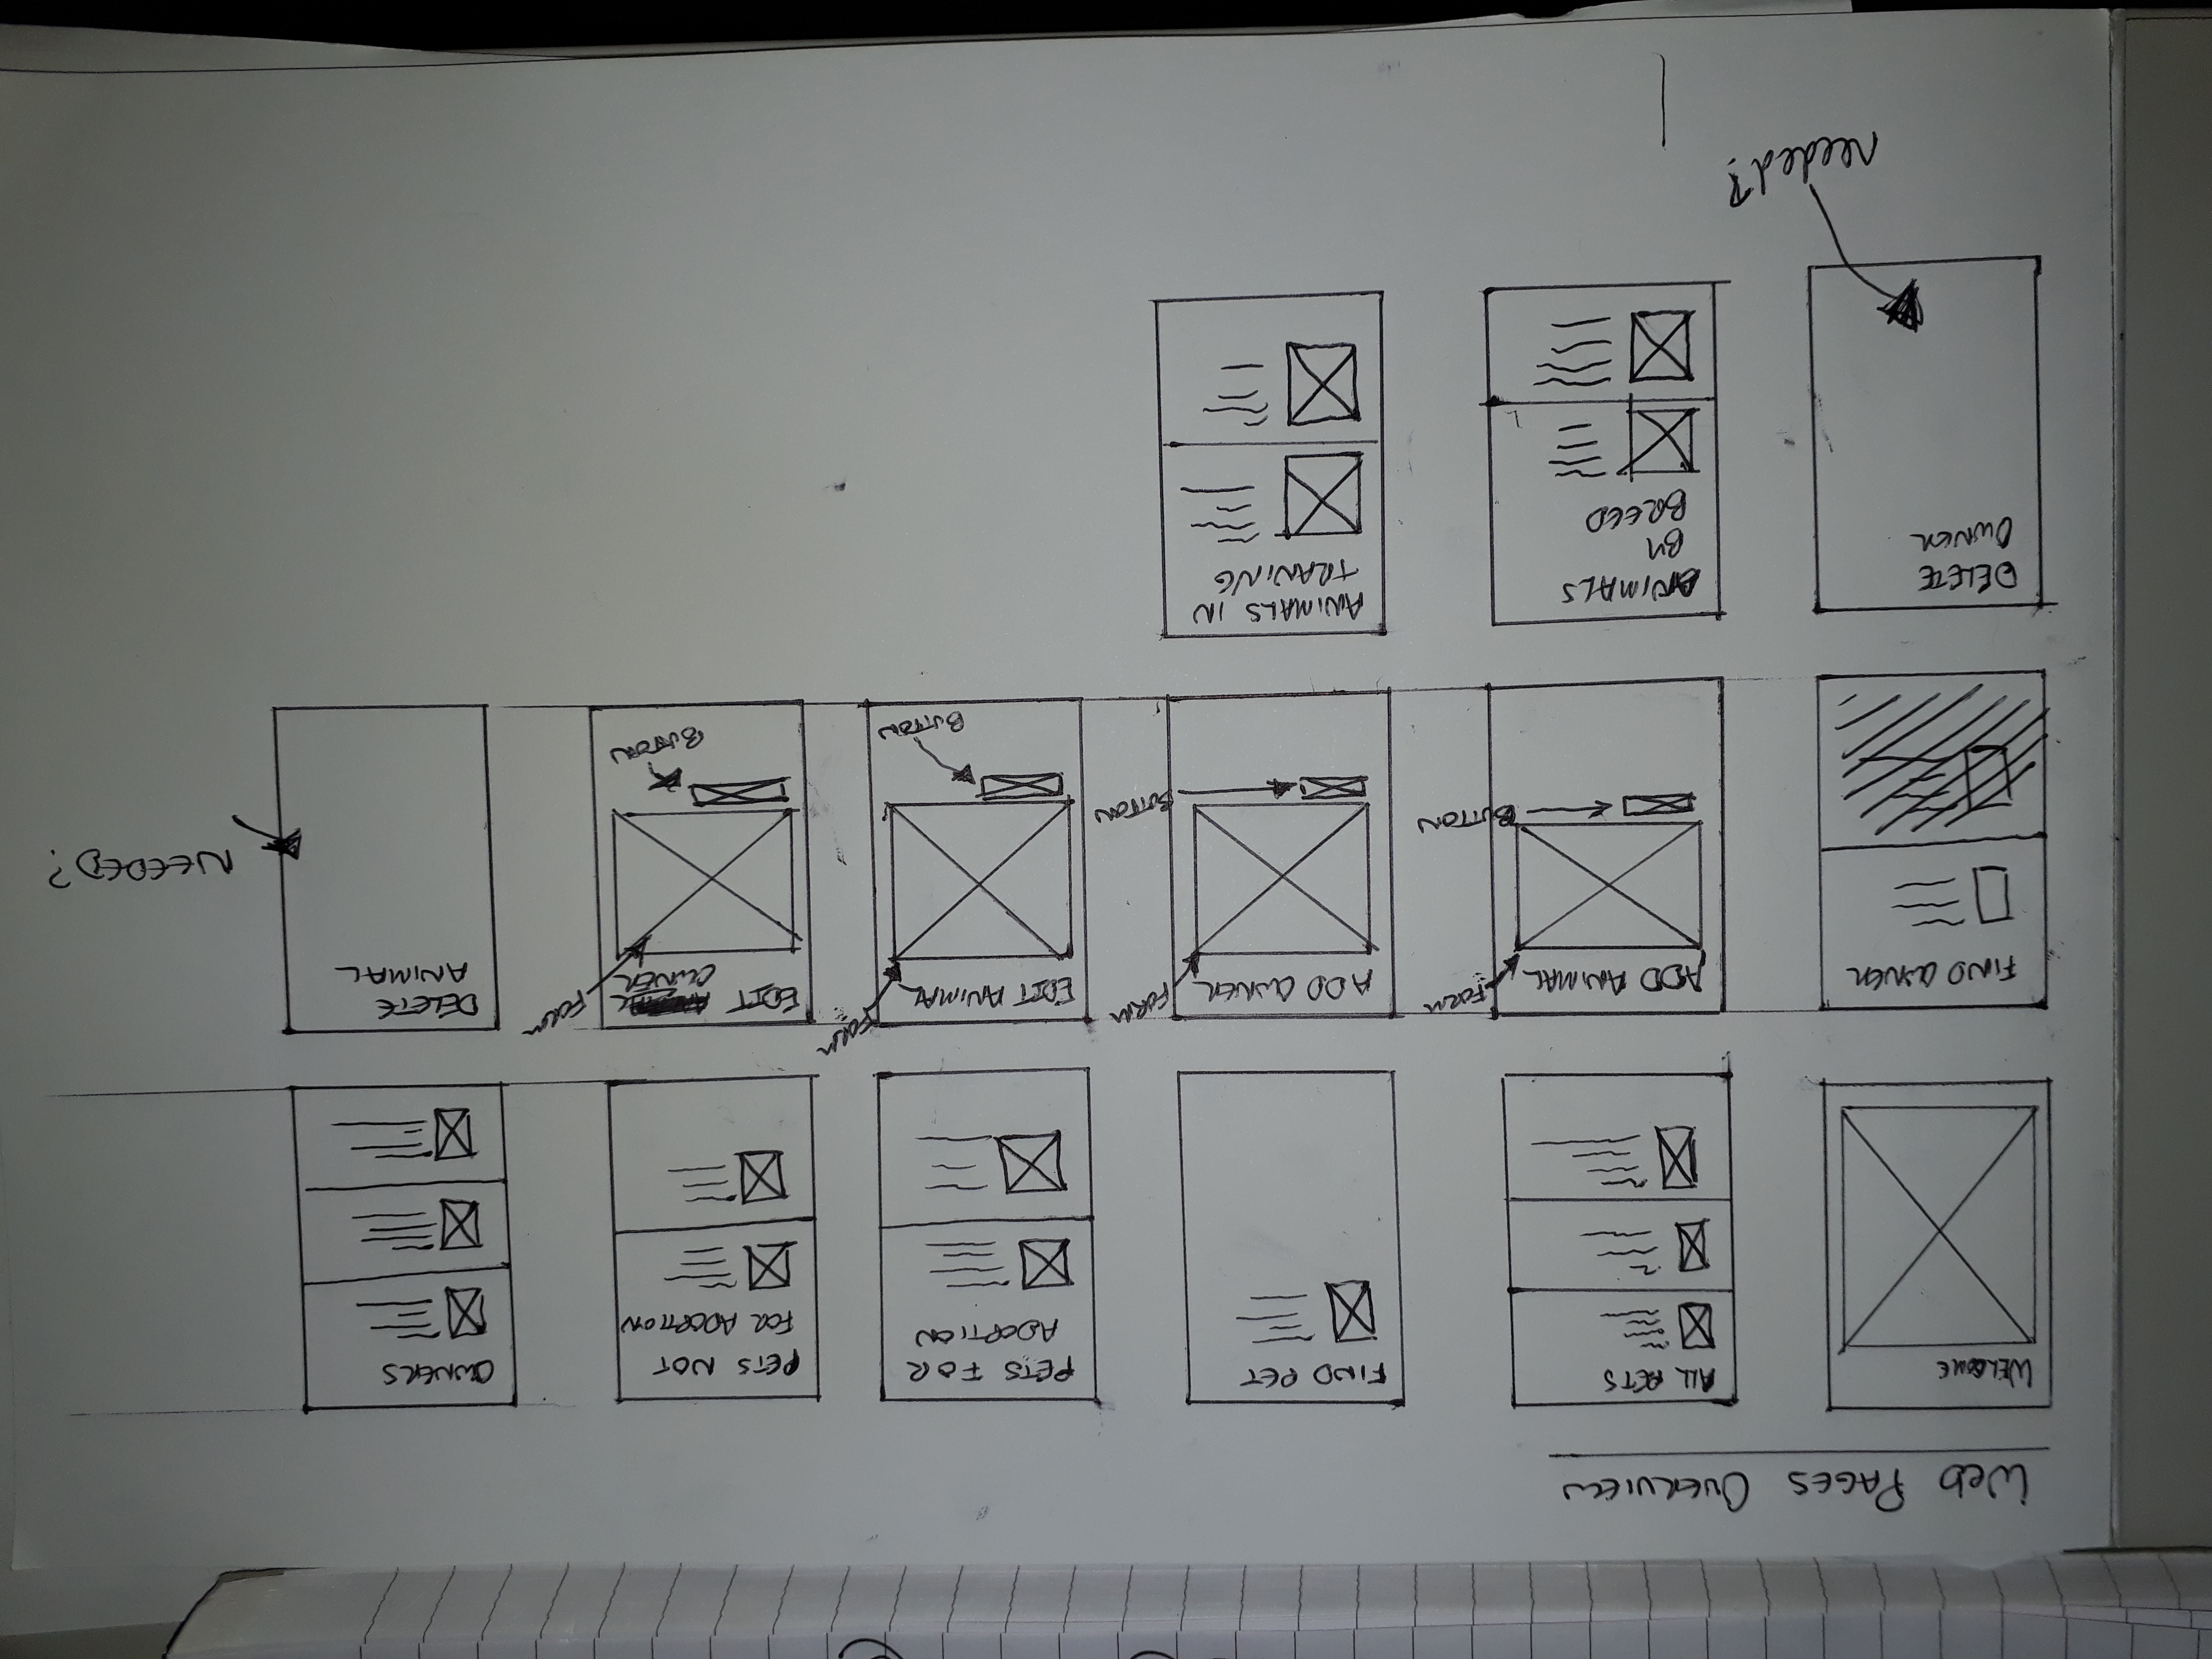 Web PAGES OVERVIEW
WELCOME
ALL PETS
FIND PET
PETS FOR
ADOPTION
PETS NOT
FOR ADOPTION
OWNERS
FIND OWNER
ADD ANIMAL
FORM
BUTTON
ADD OWNER
FORM
BUTTON
EDIT ANIMAL
FORM
BUTTON
EDIT
OWNER
FORM
BUTTON
DELETE
ANIMAL
NEEDED?
DELETE
OWNER
needed?
ANIMALS
BY
BREED
ANIMALS IN
TRANING